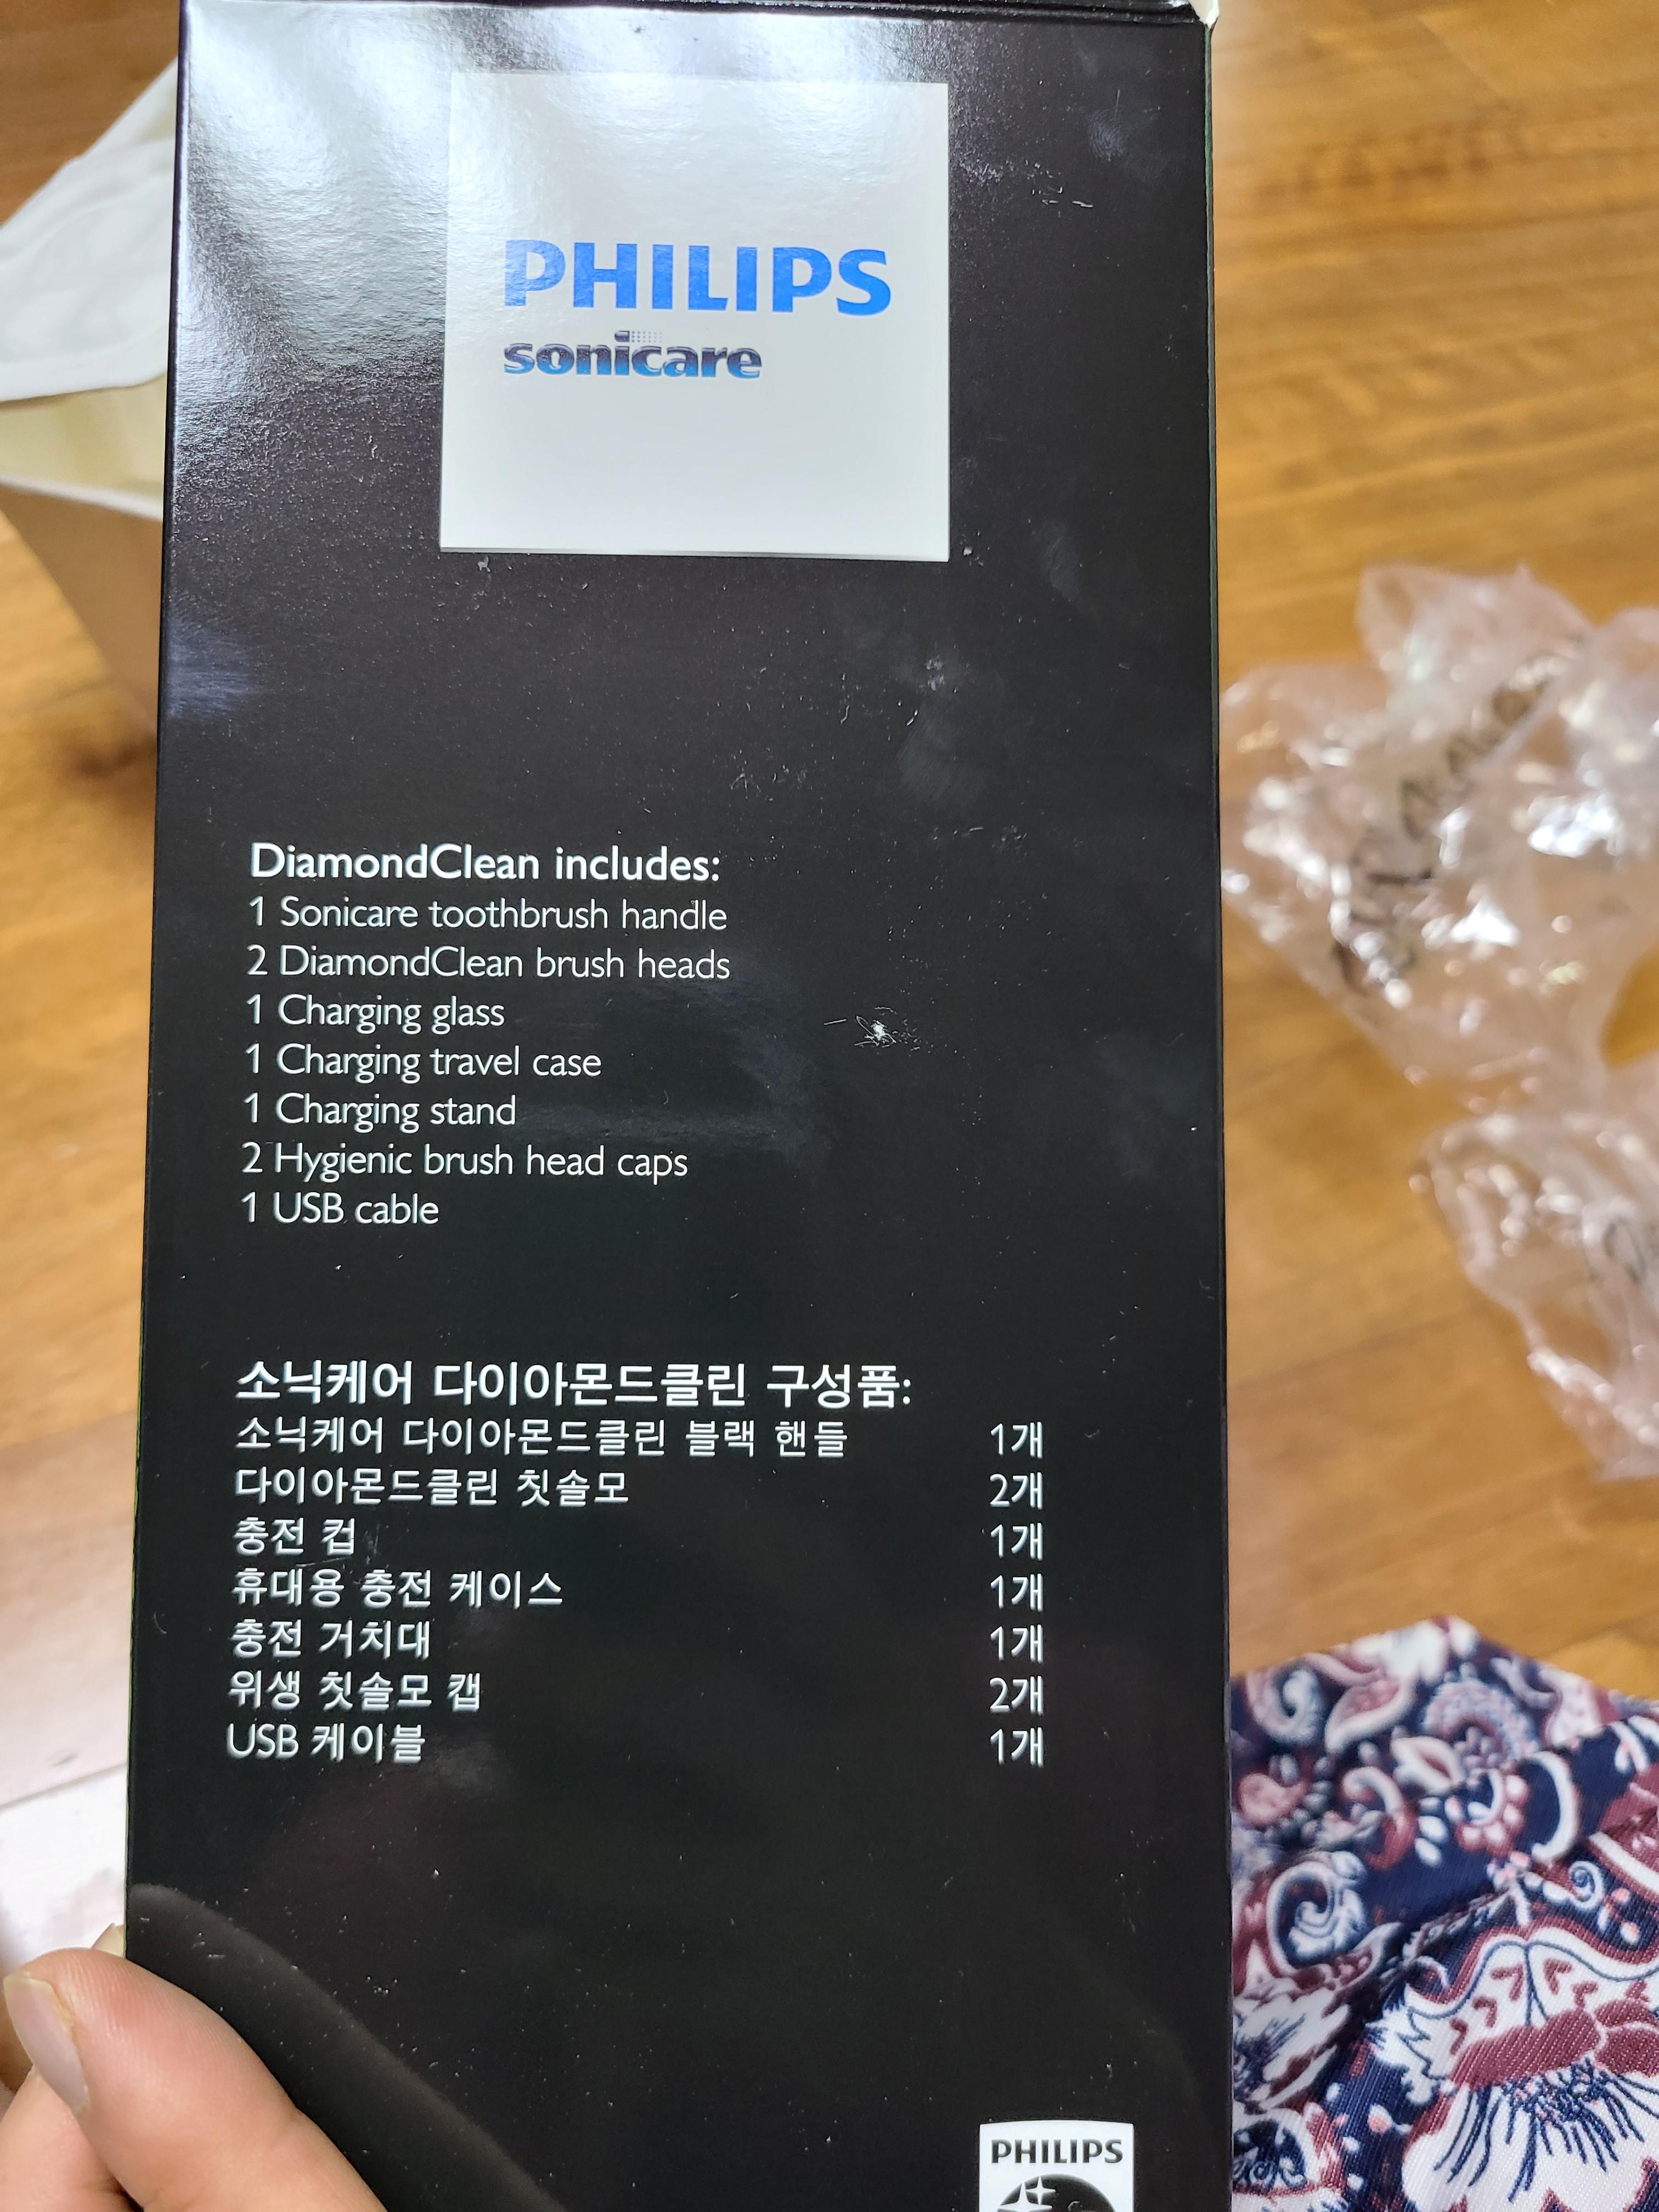 PHILIPS
sonicare
DiamondClean includes:
1 Sonicare toothbrush handle
2 DiamondClean brush heads
1 Charging glass
1 Charging travel case
1 Charging stand
2 Hygienic brush head caps
1 USB cable
소닉케어 다이아몬드클린 구성품:
소닉케어 다이아몬드클린 블랙 핸들 1개
다이아몬드클린 칫솔모 2개
충전 컵 1개
휴대용 충전 케이스 1개
충전 거치대 1개
위생 칫솔모 캡 2개
USB 케이블 1개
PHILIPS